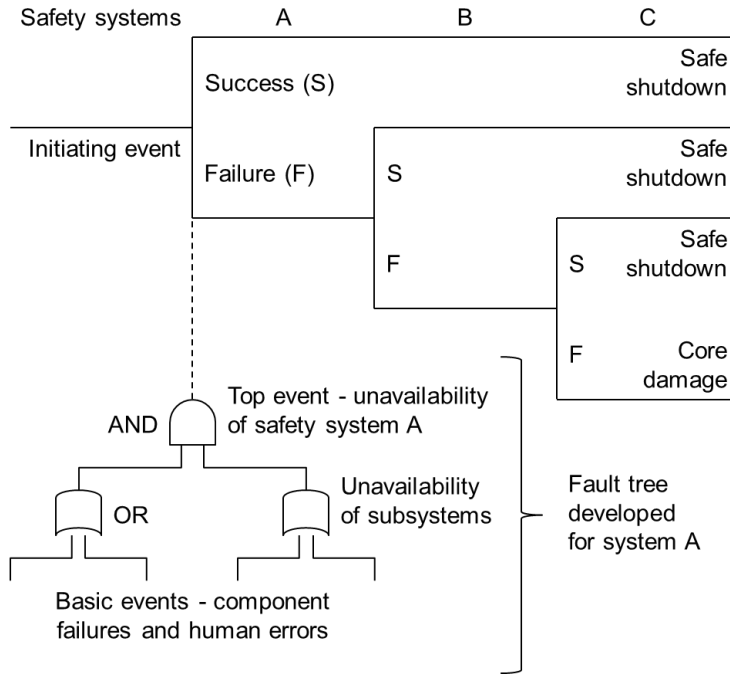 Safety systems A B C
Safe
Success (S) shutdown
Initiating event Safe
Failure (F) S shutdown
Safe
F S shutdown
F Core
damage
Top event - unavailability
AND of safety system A
Unavailability
OR of subsystems
Fault tree
developed
for system A
Basic events - component
failures and human errors